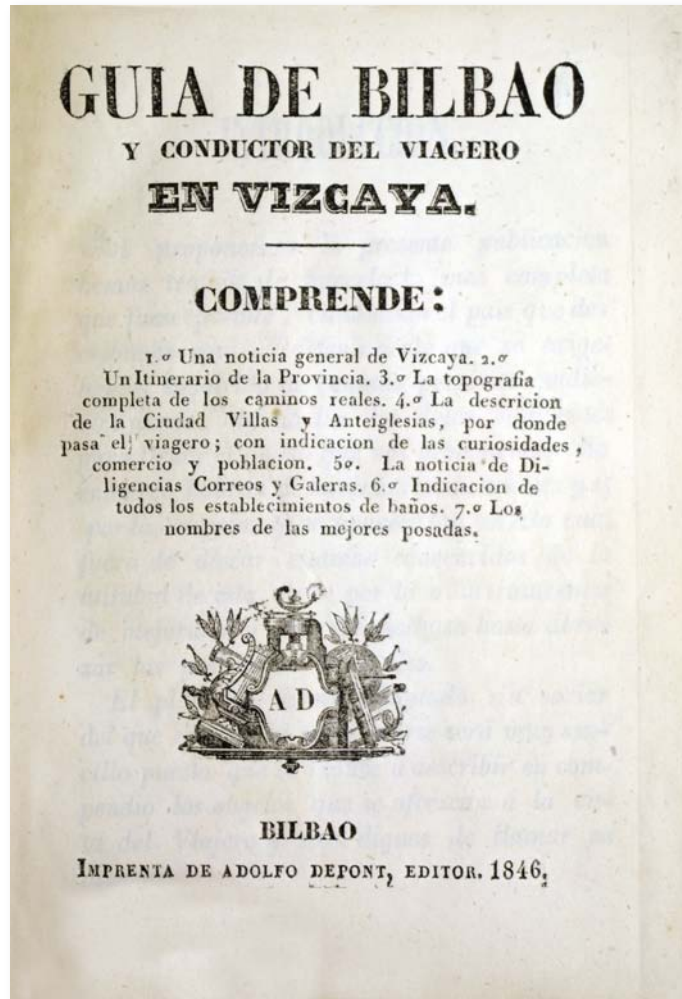 GUIA DE BILBAO
Y CONDUCTOR DEL VIAGERO
EN VIZCAYA.
COMPRENDE:
1.º Una noticia general de Vizcaya. 2.º
Un Itinerario de la Provincia. 3.º La topografia
completa de los caminos reales. 4.º La descricion
de la Ciudad Villas y Anteiglesias, por donde
pasa el viagero; con indicacion de las curiosidades,
comercio y poblacion. 5º. La noticia de Di-
ligencias Correos y Galeras. 6.º Indicacion de
todos los establecimientos de baños. 7.º Los
nombres de las mejores posadas.
A D
BILBAO
IMPRENTA DE ADOLFO DEPONT, EDITOR. 1846.